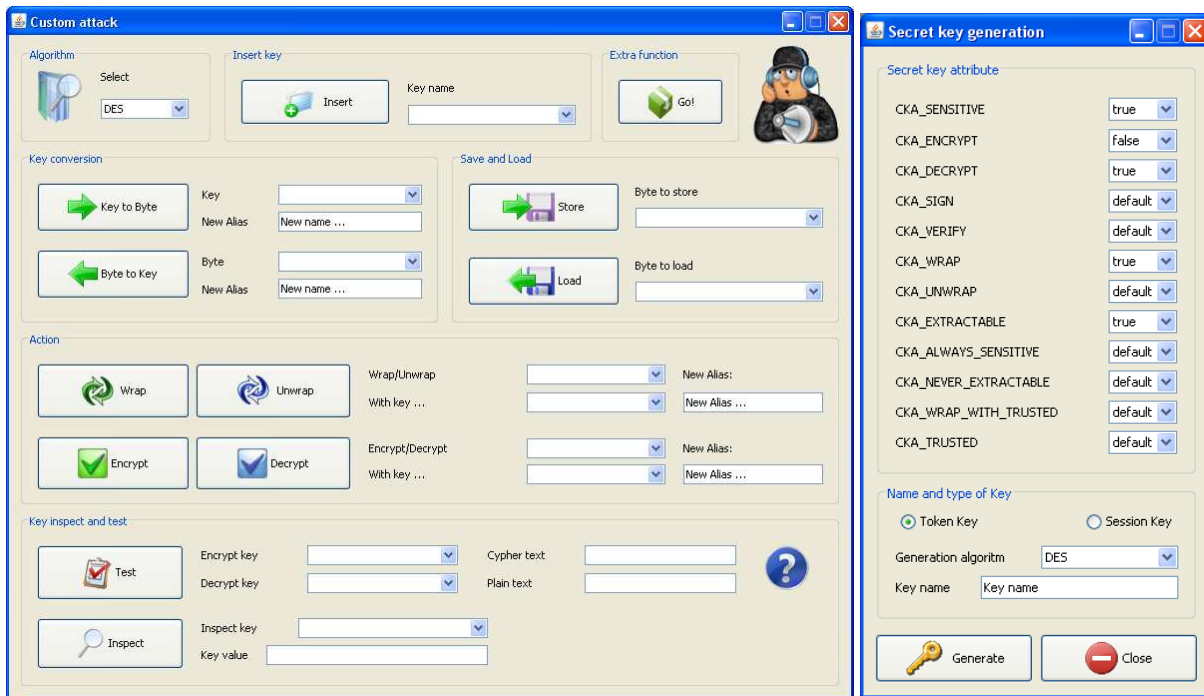 Custom attack
Algorithm
Select
DES
Insert key
Insert
Key name
Extra function
Go!
Key conversion
Key to Byte
Key
New Alias
New name ...
Byte to Key
Byte
New Alias
New name ...
Save and Load
Store
Byte to store
Load
Byte to load
Action
Wrap
Unwrap
Wrap/Unwrap
New Alias:
With key ...
New Alias ...
Encrypt
Decrypt
Encrypt/Decrypt
New Alias:
With key ...
New Alias ...
Key inspect and test
Test
Encrypt key
Cypher text
Decrypt key
Plain text
?
Inspect
Inspect key
Key value
Secret key generation
Secret key attribute
CKA_SENSITIVE true
CKA_ENCRYPT false
CKA_DECRYPT true
CKA_SIGN default
CKA_VERIFY default
CKA_WRAP true
CKA_UNWRAP default
CKA_EXTRACTABLE true
CKA_ALWAYS_SENSITIVE default
CKA_NEVER_EXTRACTABLE default
CKA_WRAP_WITH_TRUSTED default
CKA_TRUSTED default
Name and type of Key
Token Key Session Key
Generation algoritm DES
Key name Key name
Generate Close